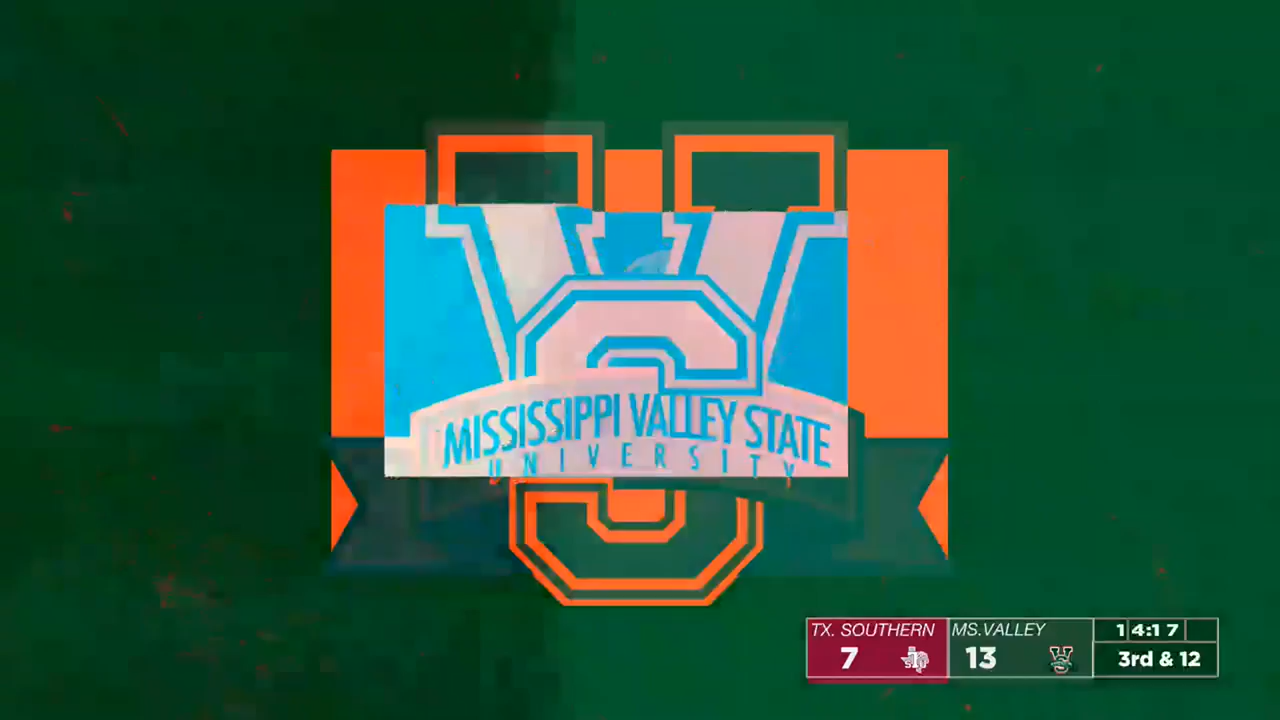 MISSISSIPPI VALLEY STATE
UNIVERSITY
TX. SOUTHERN
7
MS.VALLEY
13
1 4:17
3rd & 12